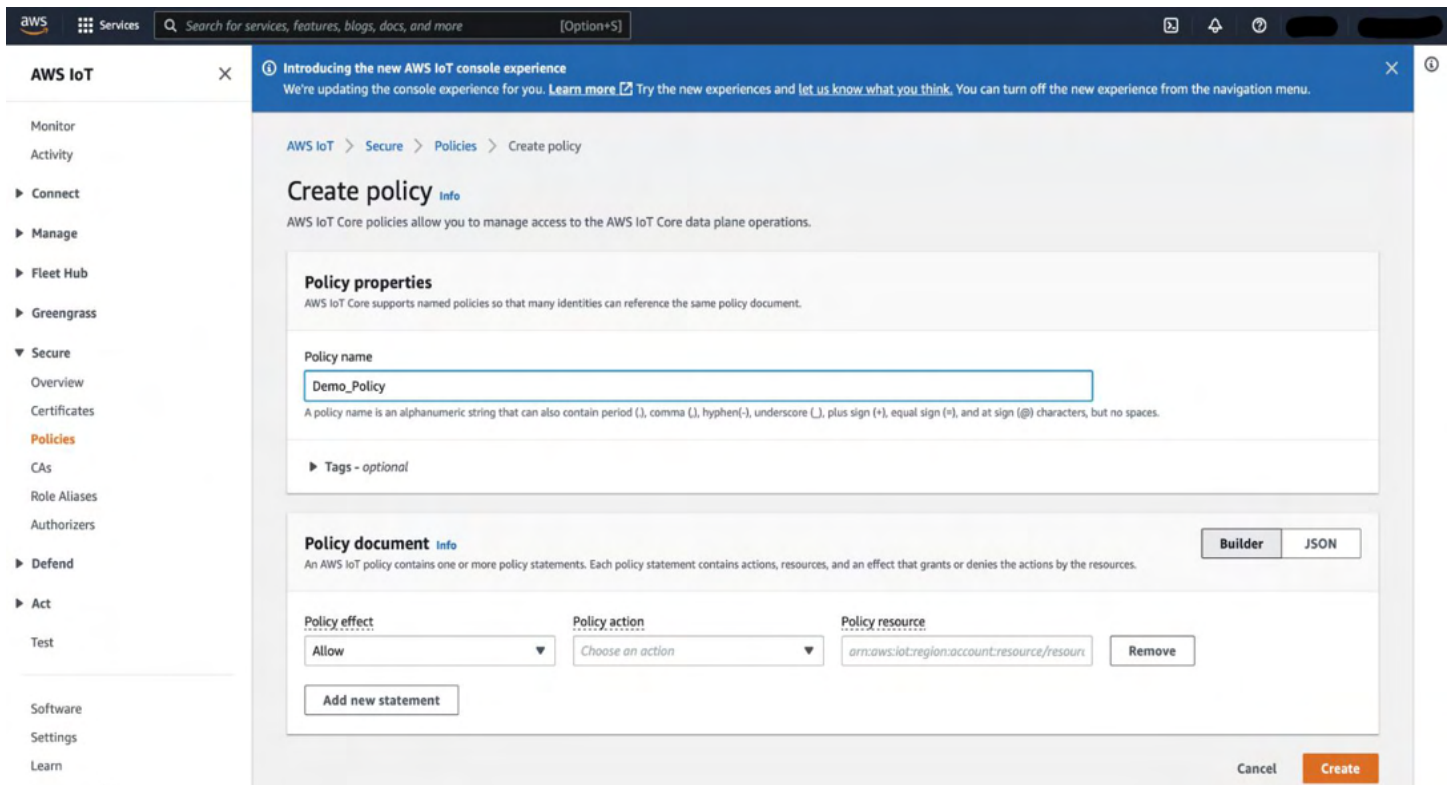 aws
Services
Search for services, features, blogs, docs, and more
[Option+S]
AWS IoT
Monitor
Activity
Connect
Manage
Fleet Hub
Greengrass
Secure
Overview
Certificates
Policies
CAs
Role Aliases
Authorizers
Defend
Act
Test
Software
Settings
Learn
Introducing the new AWS IoT console experience
We're updating the console experience for you. Learn more Try the new experiences and let us know what you think. You can turn off the new experience from the navigation menu.
AWS IoT > Secure > Policies > Create policy
Create policy Info
AWS IoT Core policies allow you to manage access to the AWS IoT Core data plane operations.
Policy properties
AWS IoT Core supports named policies so that many identities can reference the same policy document.
Policy name
Demo_Policy
A policy name is an alphanumeric string that can also contain period (.), comma (,), hyphen(-), underscore (_), plus sign (+), equal sign (=), and at sign (@) characters, but no spaces.
Tags - optional
Policy document Info
Builder
JSON
An AWS IoT policy contains one or more policy statements. Each policy statement contains actions, resources, and an effect that grants or denies the actions by the resources.
Policy effect
Policy action
Policy resource
Allow
Choose an action
arn:aws:iot:region:account:resource/resourc
Remove
Add new statement
Cancel
Create